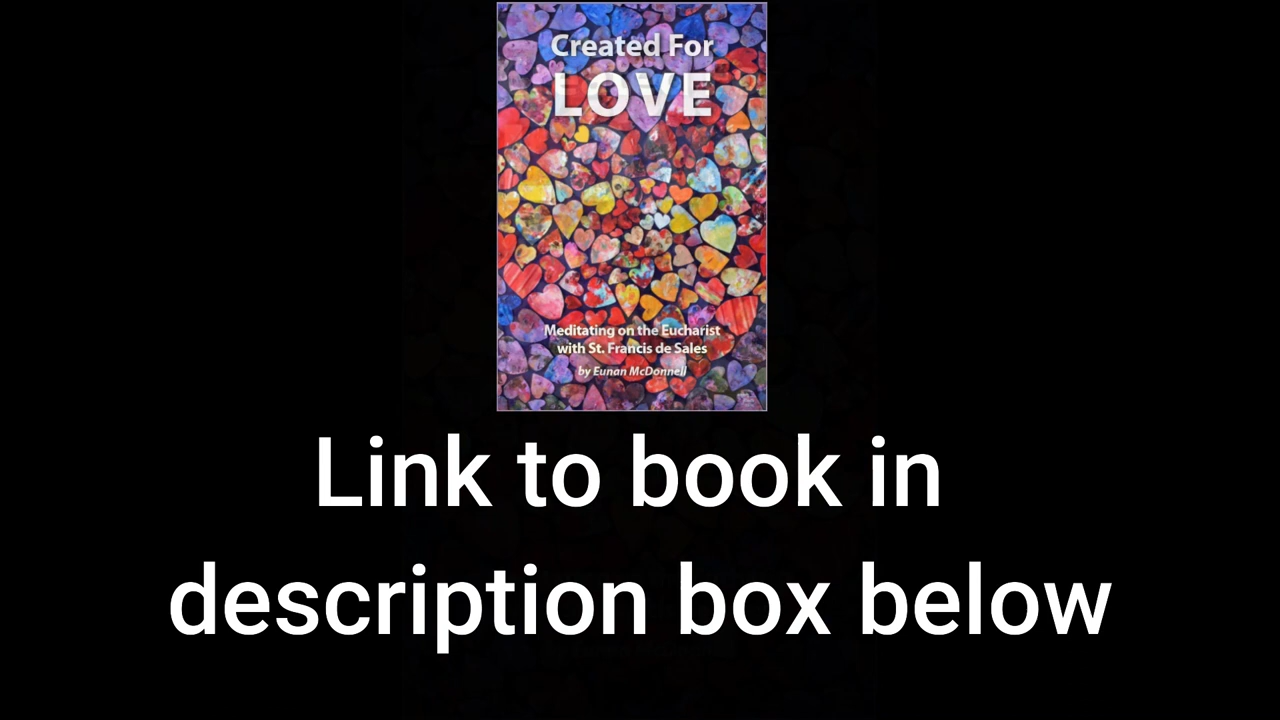 Created For
LOVE
Meditating on the Eucharist
with St. Francis de Sales
by Eunan McDonnell
Link to book in
description box below